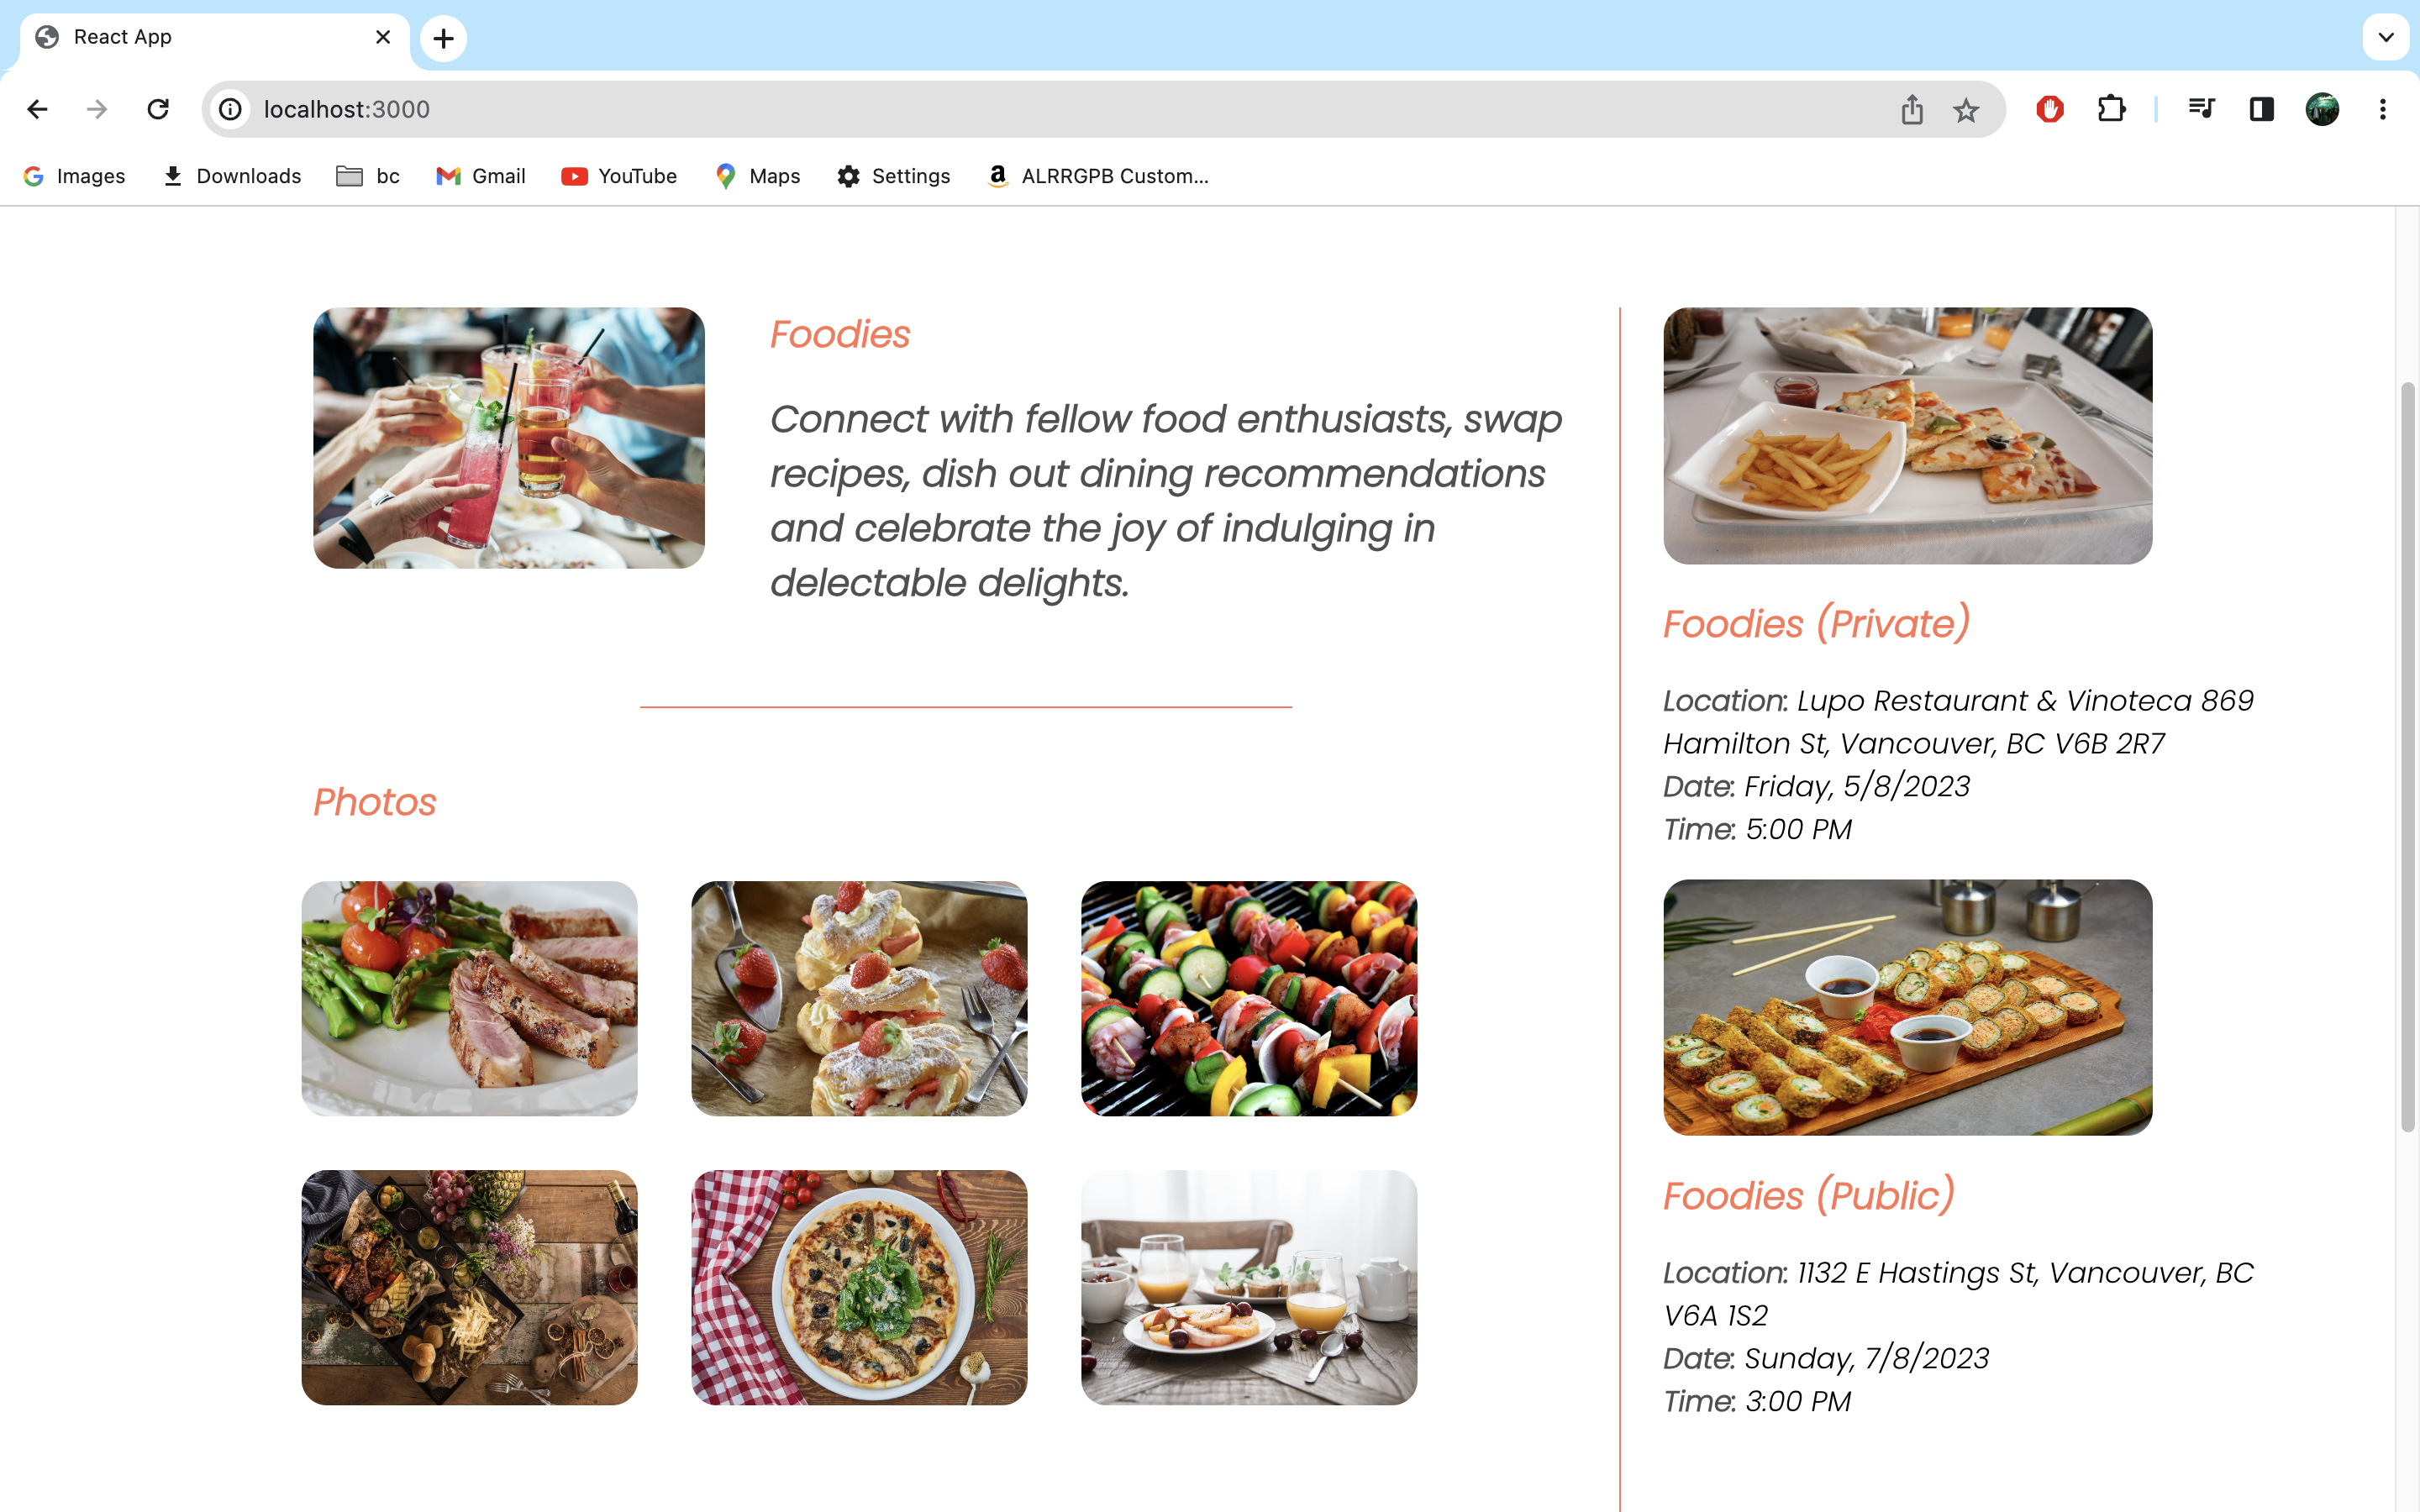 React App
localhost:3000
Images
Downloads
bc
Gmail
YouTube
Maps
Settings
ALRRGPB Custom...
Foodies
Connect with fellow food enthusiasts, swap
recipes, dish out dining recommendations
and celebrate the joy of indulging in
delectable delights.
Photos
Foodies (Private)
Location: Lupo Restaurant & Vinoteca 869
Hamilton St, Vancouver, BC V6B 2R7
Date: Friday, 5/8/2023
Time: 5:00 PM
Foodies (Public)
Location: 1132 E Hastings St, Vancouver, BC
V6A 1S2
Date: Sunday, 7/8/2023
Time: 3:00 PM